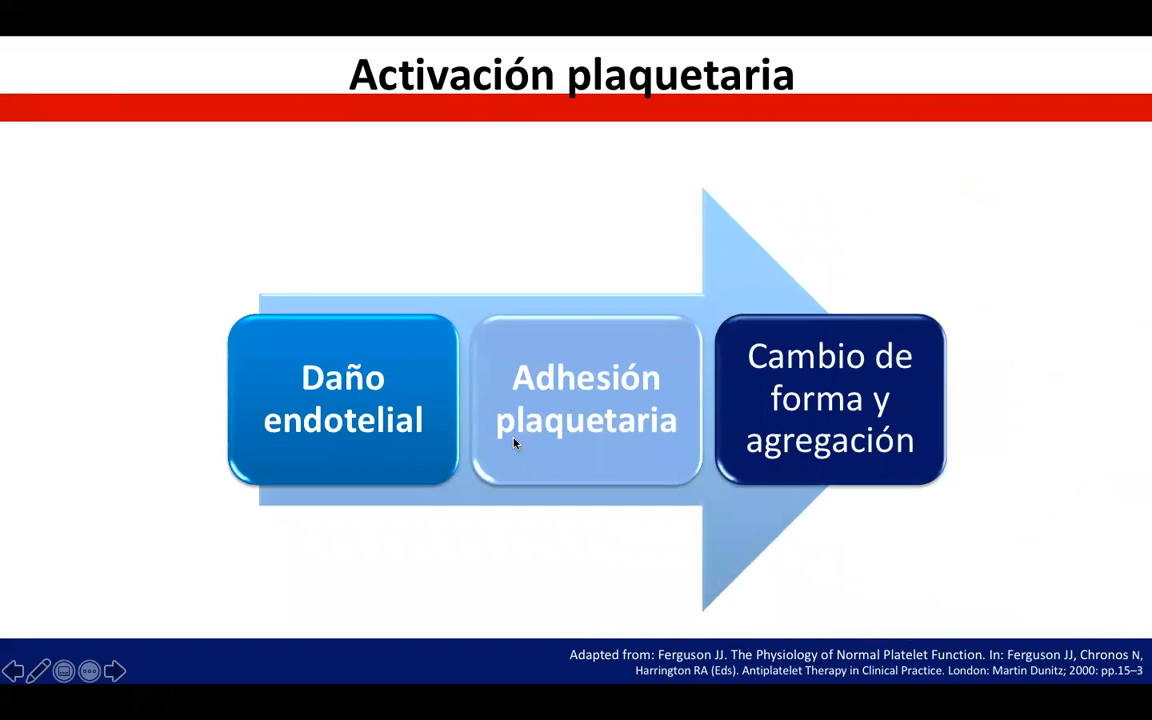 Activación plaquetaria
Daño
endotelial
Adhesión
plaquetaria
Cambio de
forma y
agregación
Adapted from: Ferguson JJ. The Physiology of Normal Platelet Function. In: Ferguson JJ, Chronos N,
Harrington RA (Eds). Antiplatelet Therapy in Clinical Practice. London: Martin Dunitz; 2000: pp.15–3